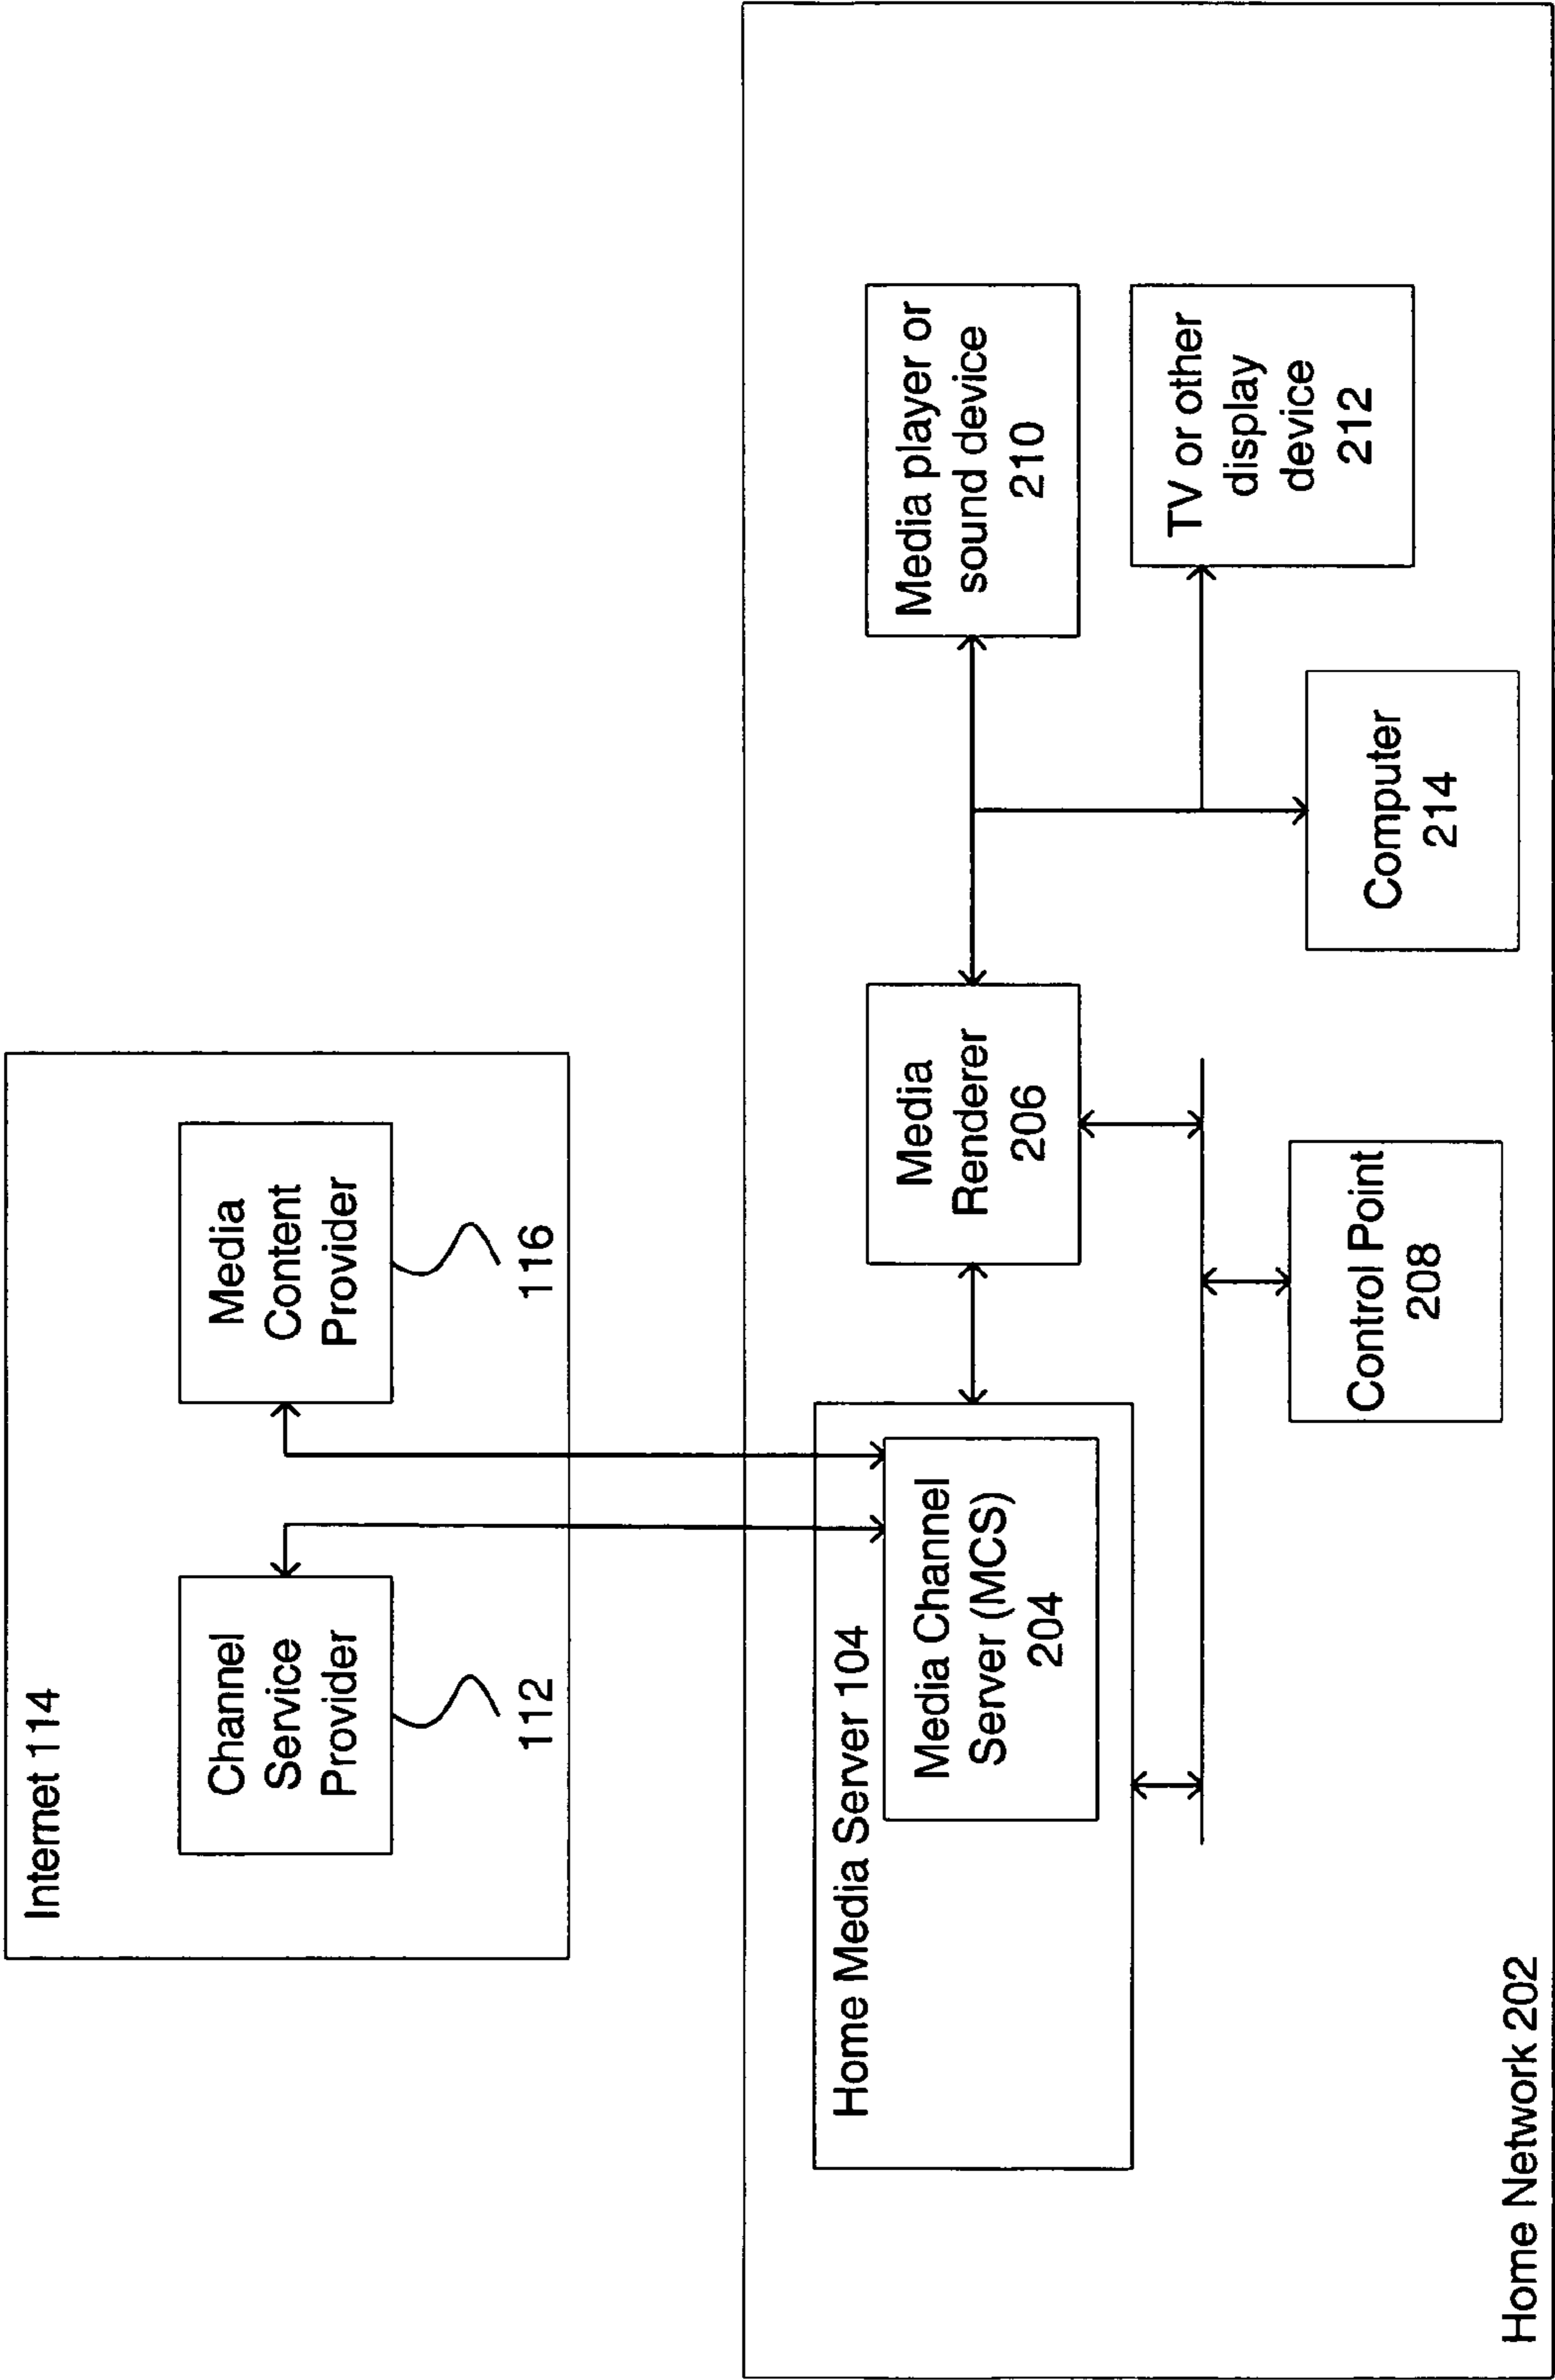 Internet 114
Channel
Service
Provider
112
Media
Content
Provider
116
Home Media Server 104
Media Channel
Server (MCS)
204
Media
Renderer
206
Media player or
sound device
210
TV or other
display
device
212
Computer
214
Control Point
208
Home Network 202